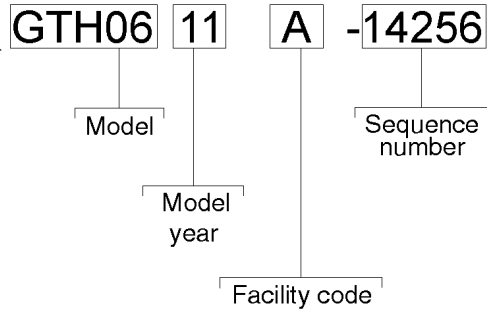 GTH06 11 A -14256
Model
Sequence
number
Model
year
Facility code